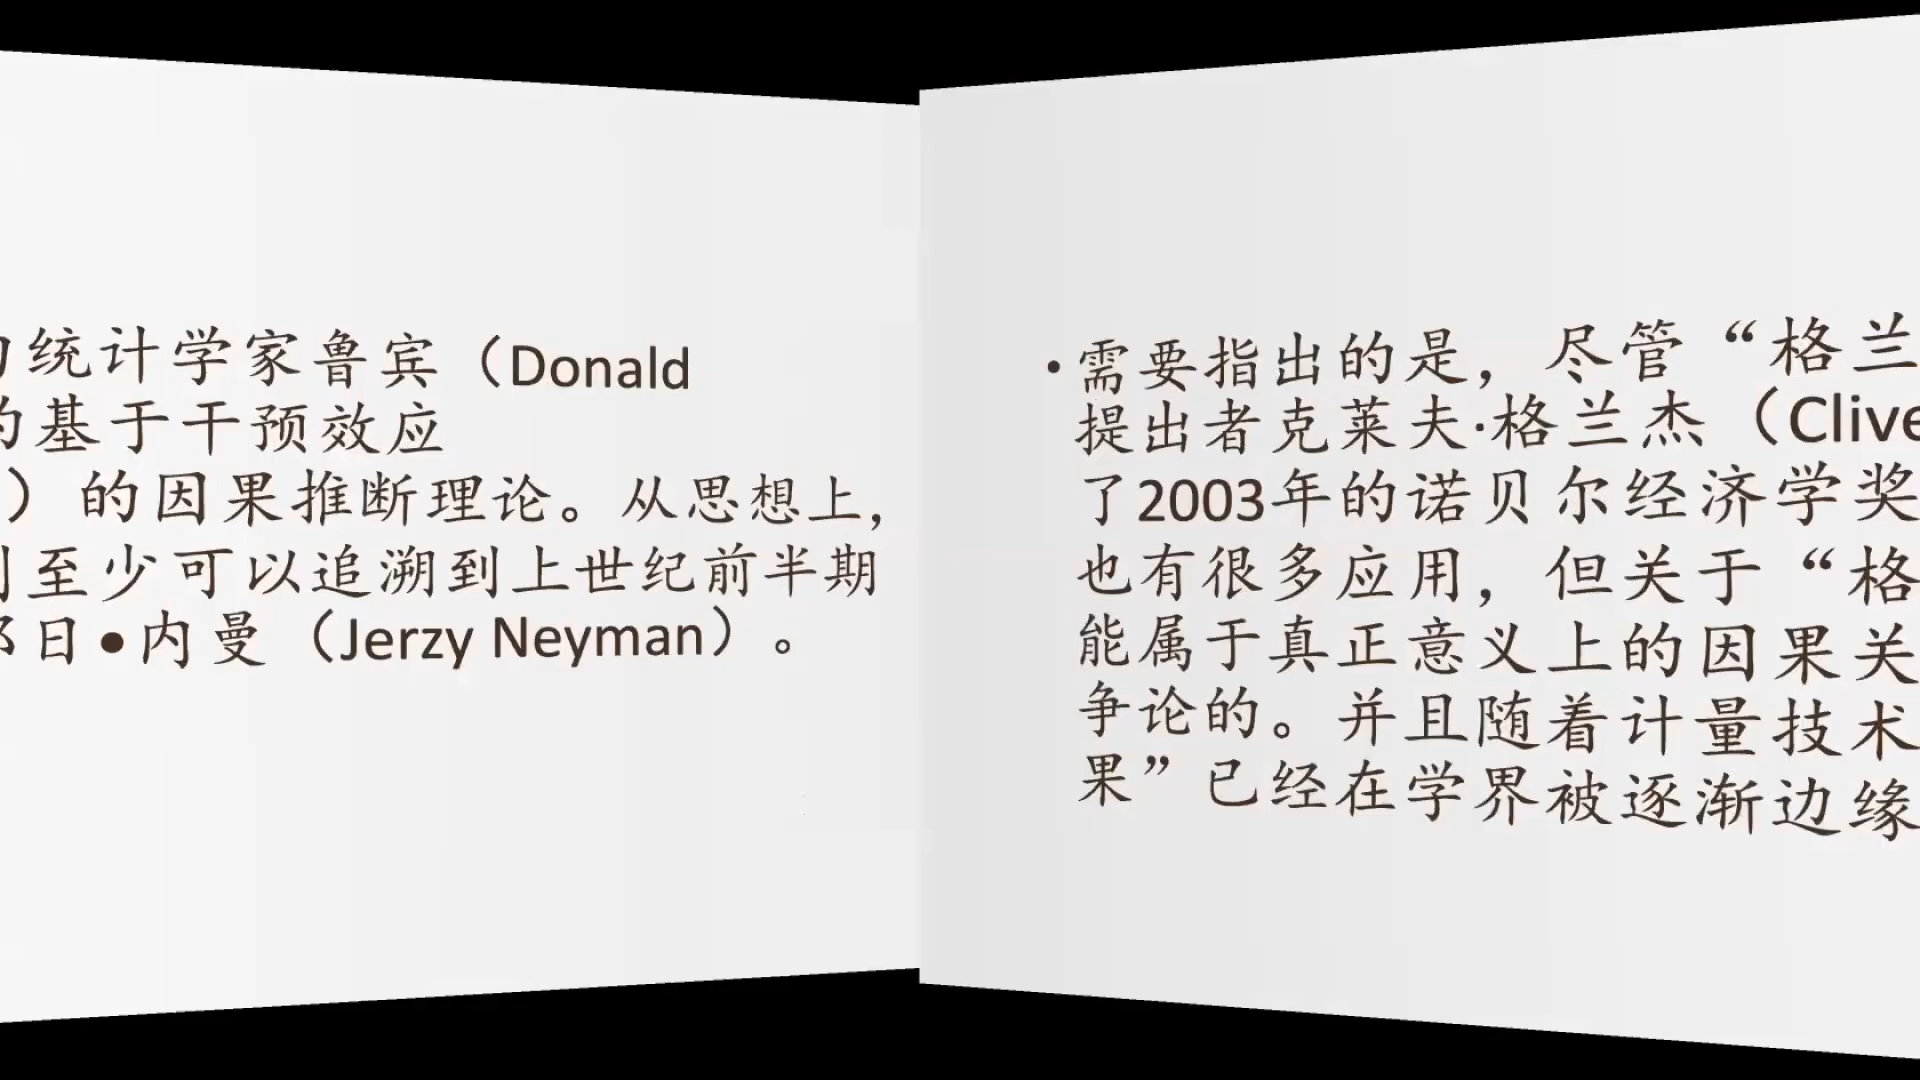 统计学家鲁宾（Donald
的基于干预效应
）的因果推断理论。从思想上，
至少可以追溯到上世纪前半期
日•内曼（Jerzy Neyman）。
• 需要指出的是，尽管“格兰
提出者克莱夫·格兰杰（Clive
了2003年的诺贝尔经济学奖
也有很多应用，但关于“格
能属于真正意义上的因果关
争论的。并且随着计量技术
果”已经在学界被逐渐边缘